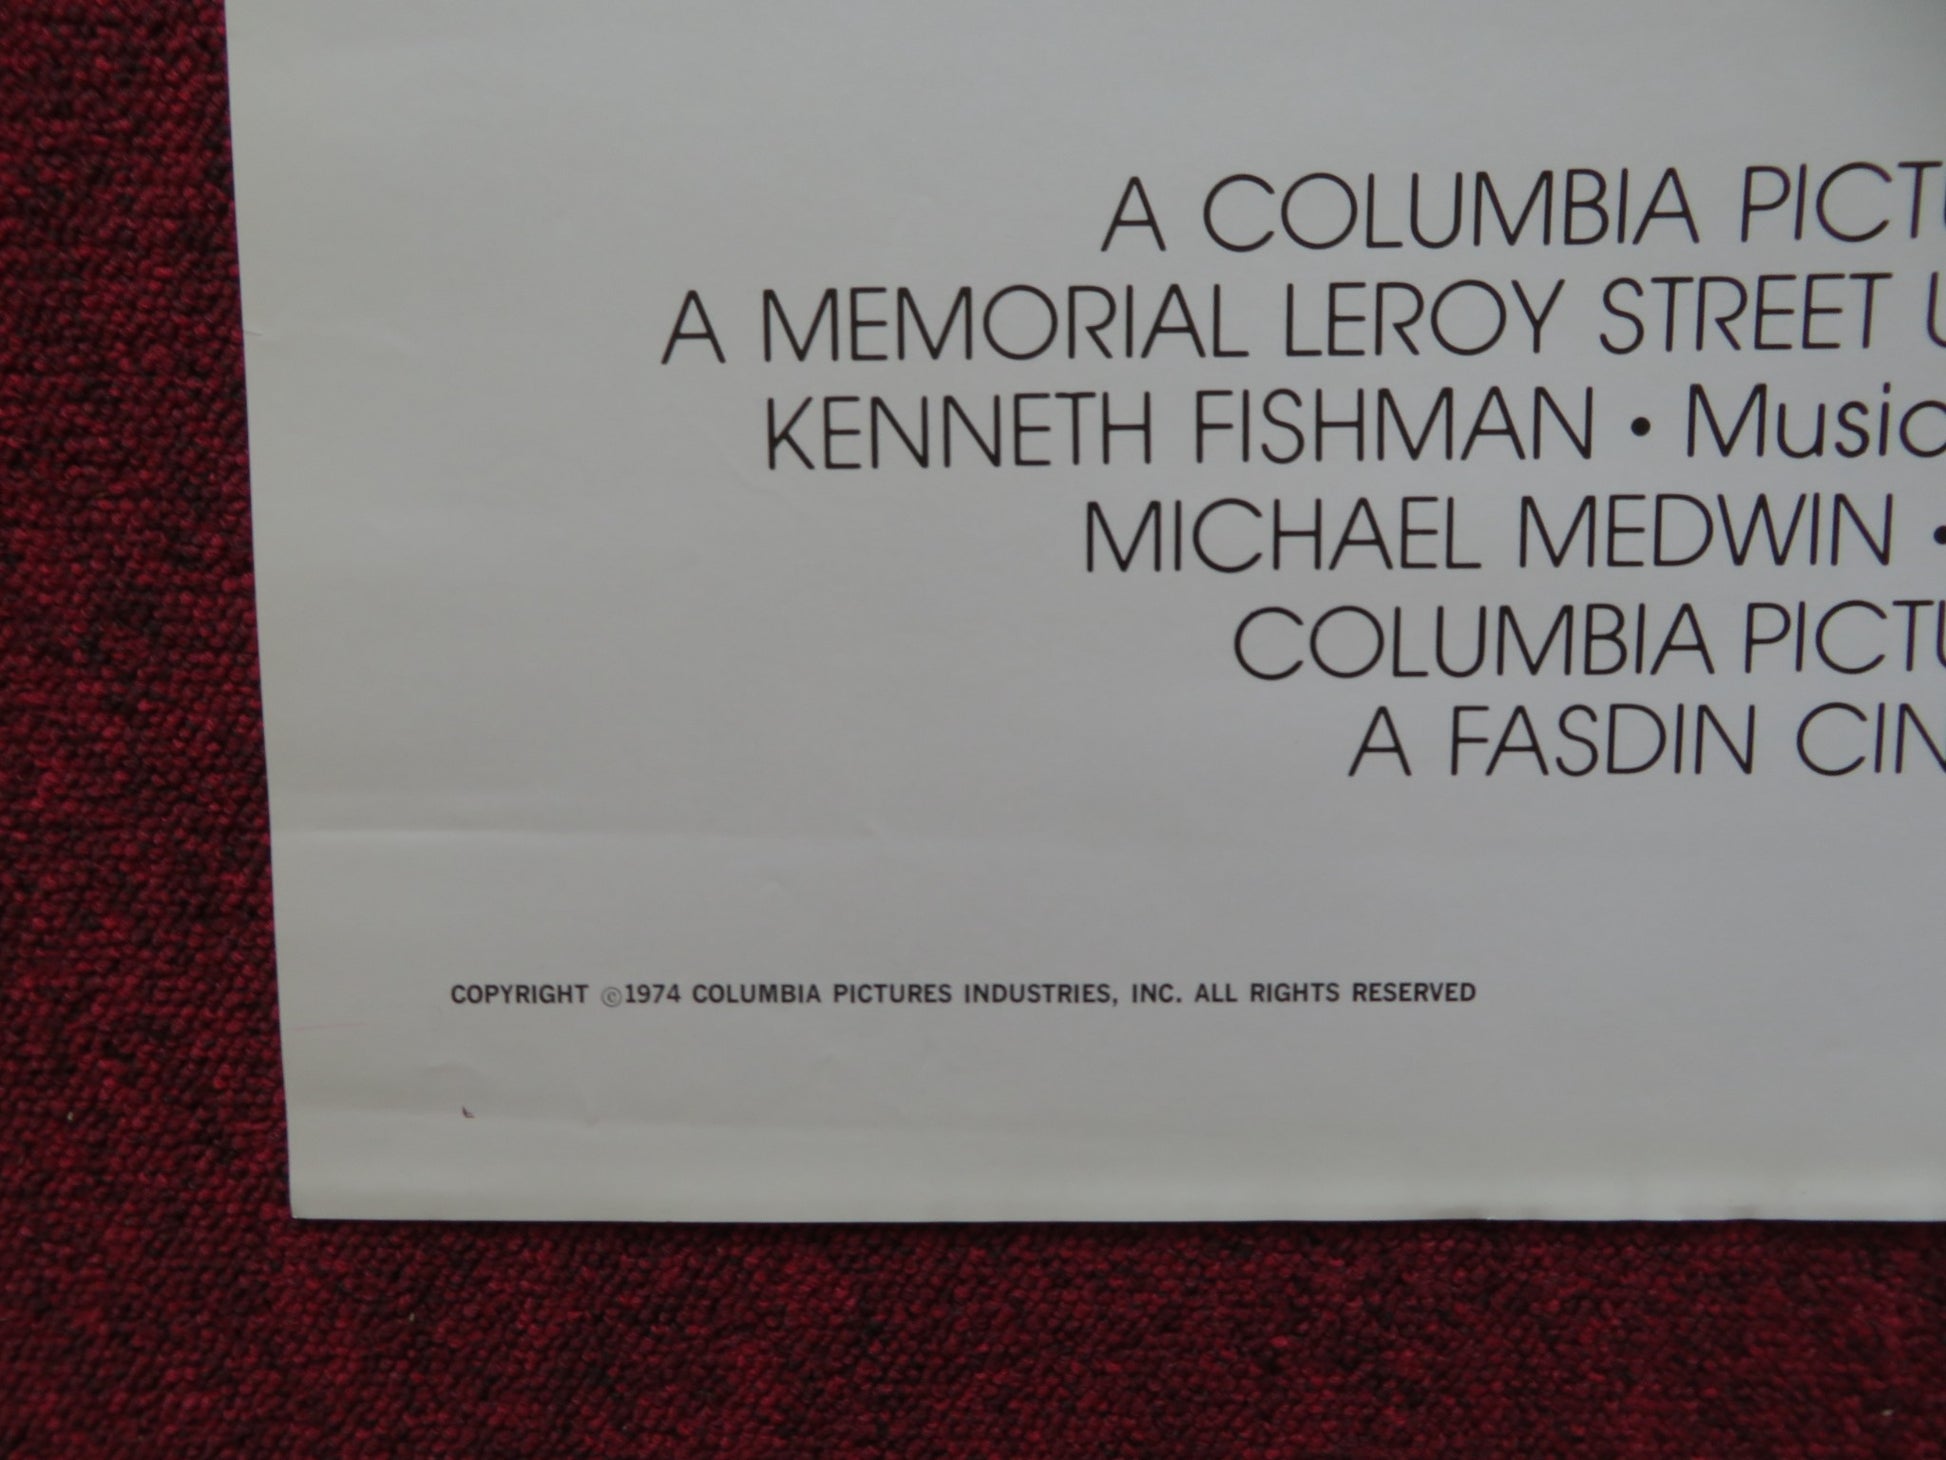 A COLUMBIA PICTU
A MEMORIAL LEROY STREET U
KENNETH FISHMAN • Music
MICHAEL MEDWIN •
COLUMBIA PICTU
A FASDIN CIN
COPYRIGHT ©1974 COLUMBIA PICTURES INDUSTRIES, INC. ALL RIGHTS RESERVED